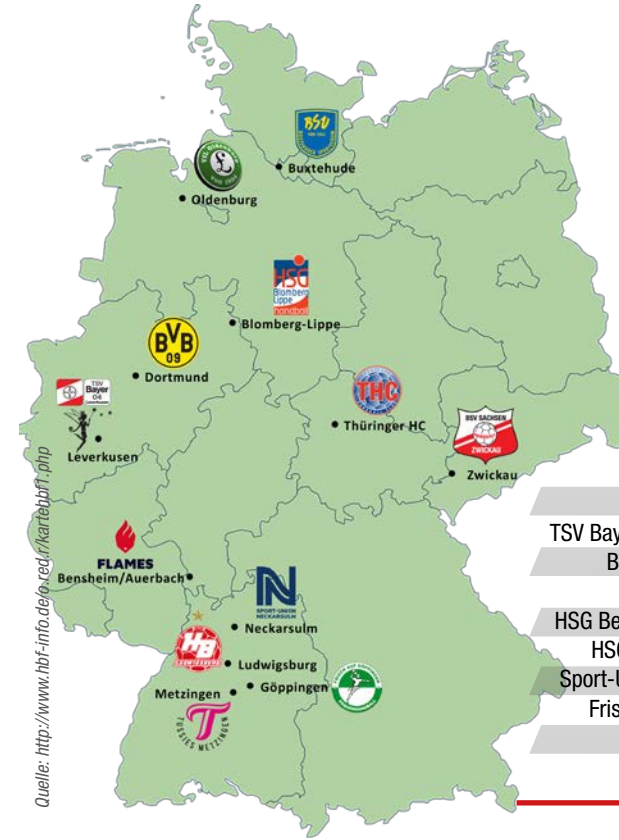 BSV
Buxtehude
Oldenburg
HSG
Blomberg
Lippe
handball
Blomberg-Lippe
BVB
09
Dortmund
TSV
Bayer
04
Leverkusen
Leverkusen
THC
Thüringer HC
BSV SACHSEN
ZWICKAU
Zwickau
FLAMES
Bensheim/Auerbach
N
SPORT-UNION
NECKARSULM
Neckarsulm
HB
Ludwigsburg
Göppingen
Metzingen
T
TUSSIES METZINGEN
TSV Bay
B
HSG Be
HSG
Sport-U
Fris
Quelle: http://www.hbf-info.de/o.red.r/kartehbf1.php